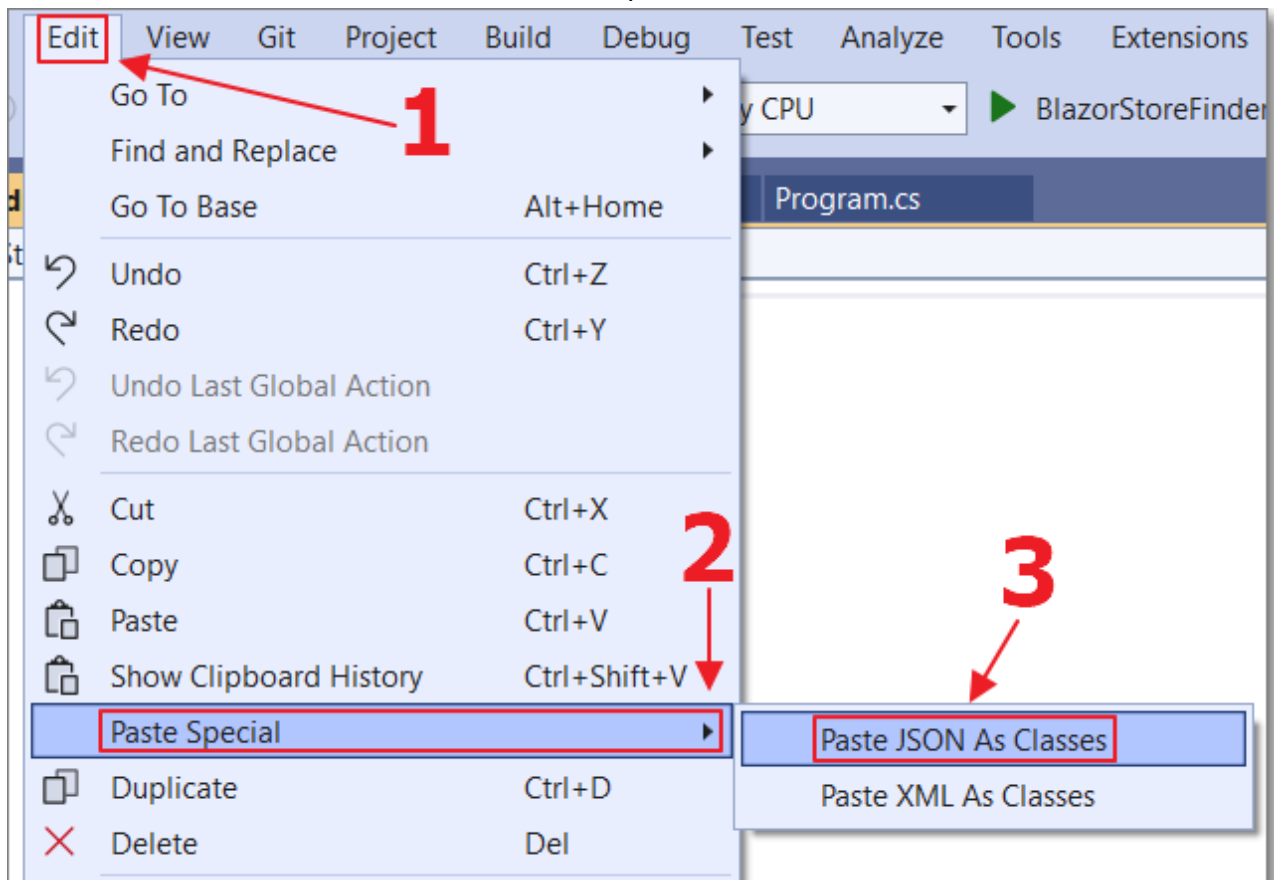 Edit View Git Project Build Debug Test Analyze Tools Extensions
Go To
1
y CPU
BlazorStoreFinder
Find and Replace
d
Go To Base Alt+Home
Program.cs
St
Undo Ctrl+Z
Redo Ctrl+Y
Undo Last Global Action
Redo Last Global Action
Cut Ctrl+X
2
3
Copy Ctrl+C
Paste Ctrl+V
Show Clipboard History Ctrl+Shift+V
Paste Special
Paste JSON As Classes
Duplicate Ctrl+D
Paste XML As Classes
Delete Del